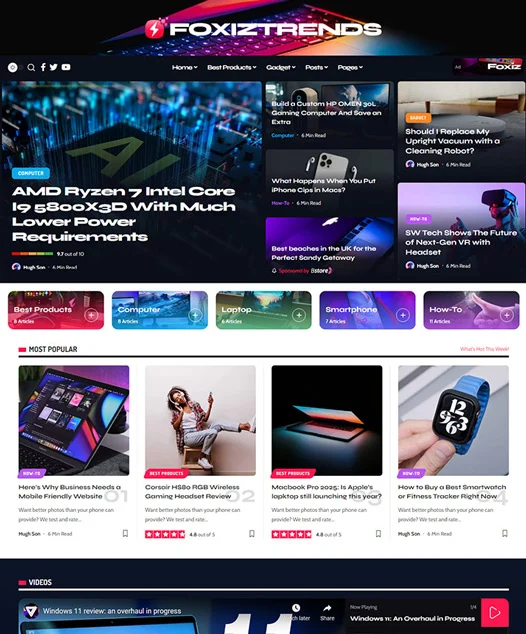 FOXIZTRENDS
Home Best Products Gadget Posts Pages
Ad
Foxiz
COMPUTER
AMD Ryzen 7 Intel Core
I9 5800X3D With Much
Lower Power
Requirements
9.7 out of 10
Hugh Son · 6 Min Read
Build a Custom HP OMEN 30L
Gaming Computer And Save an
Extra
Computer · 6 Min Read
What Happens When You Put
iPhone Cips in Macs?
How-To · 6 Min Read
Best beaches in the UK for the
Perfect Sandy Getaway
Sponsored by Bstore
GADGET
Should I Replace My
Upright Vacuum with a
Cleaning Robot?
Hugh Son · 6 Min Read
HOW-TO
SW Tech Shows The Future
of Next-Gen VR with
Headset
Hugh Son · 6 Min Read
Best Products
8 Articles
Computer
8 Articles
Laptop
6 Articles
Smartphone
7 Articles
How-To
11 Articles
MOST POPULAR
What's Hot This Week!
HOW-TO
Here's Why Business Needs a
Mobile Friendly Website
01
Want better photos than your phone can
provide? We test and rate...
Hugh Son · 6 Min Read
BEST PRODUCTS
Corsair HS80 RGB Wireless
Gaming Headset Review
02
Want better photos than your phone can
provide? We test and rate...
4.8 out of 5
BEST PRODUCTS
Macbook Pro 2025: Is Apple's
laptop still launching this year?
03
Want better photos than your phone can
provide? We test and rate...
4.8 out of 5
12
39
6
HOW-TO
How to Buy a Best Smartwatch
or Fitness Tracker Right Now
04
Want better photos than your phone can
provide? We test and rate...
Hugh Son · 6 Min Read
VIDEOS
Windows 11 review: an overhaul in progress
Share
11
Now Playing
1/4
Windows 11: An Overhaul in Progress